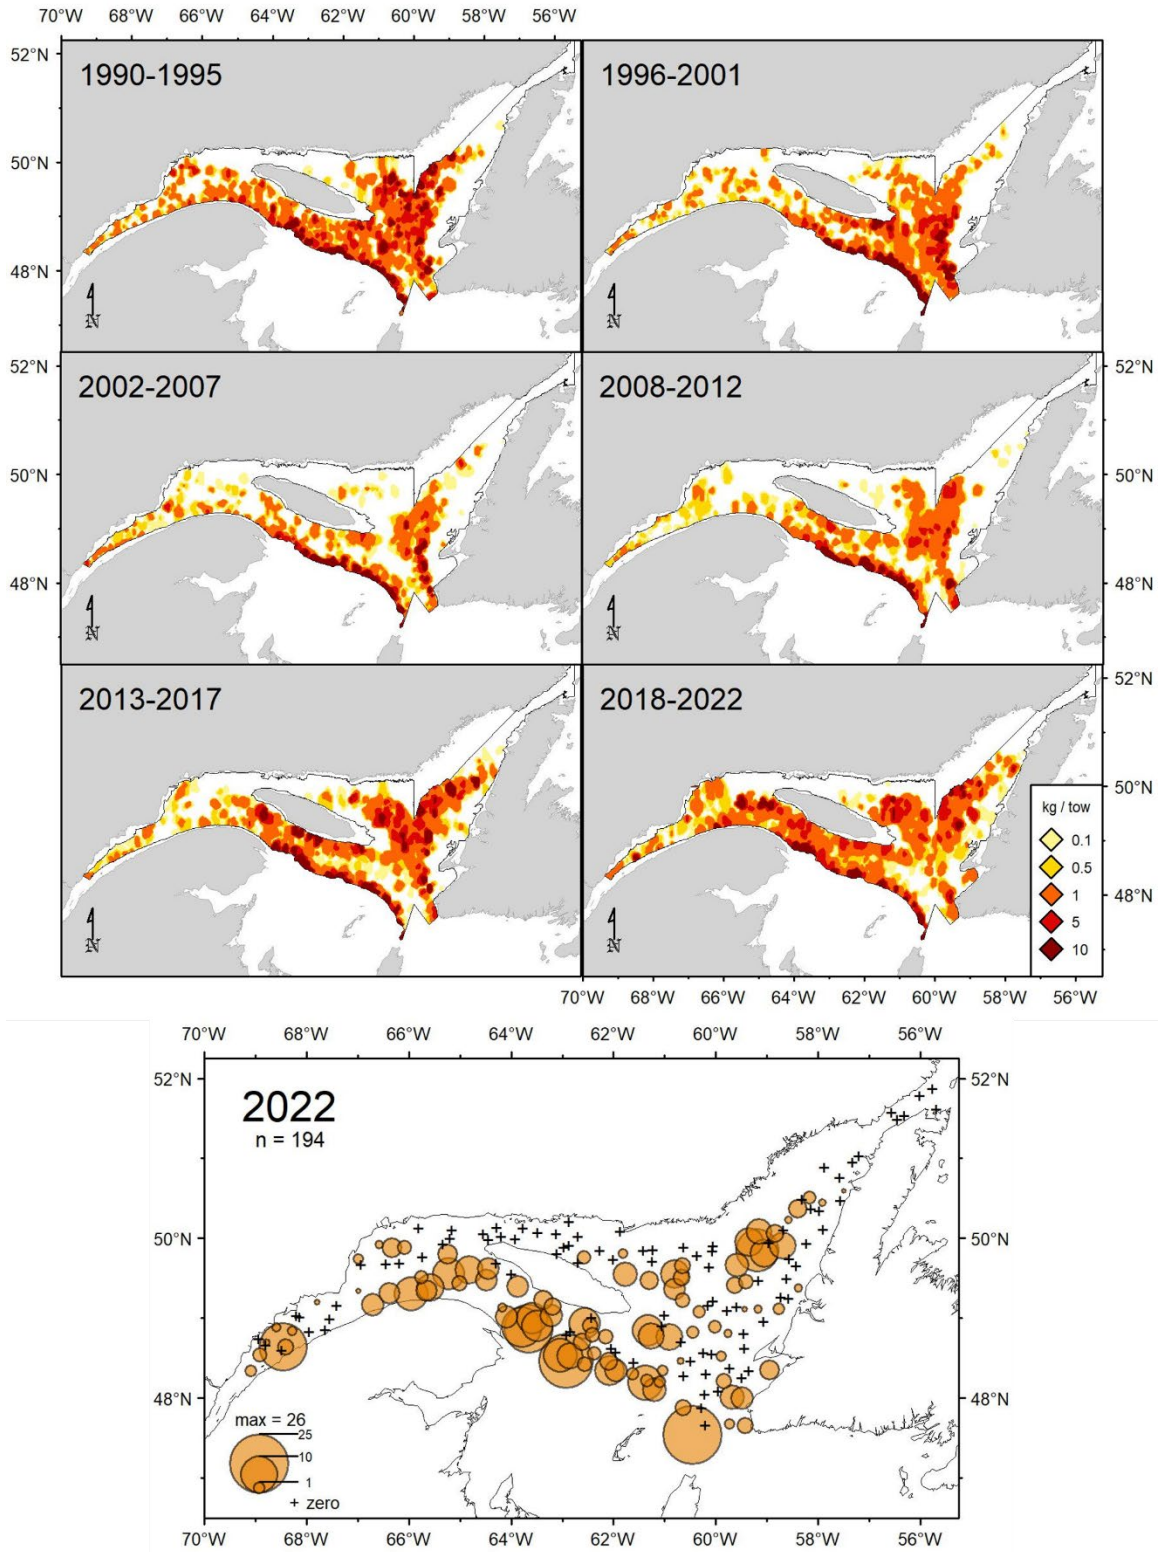 70°W 68°W 66°W 64°W 62°W 60°W 58°W 56°W
52°N
1990-1995
1996-2001
50°N
48°N
N
N
52°N
52°N
2002-2007
2008-2012
50°N
50°N
48°N
48°N
N
N
52°N
2013-2017
2018-2022
50°N
kg / tow
0.1
0.5
1
48°N
5
10
N
N
70°W 68°W 66°W 64°W 62°W 60°W 58°W 56°W
70°W 68°W 66°W 64°W 62°W 60°W 58°W 56°W
52°N
52°N
2022
n = 194
50°N
50°N
48°N
48°N
max = 26
25
10
1
+ zero
70°W 68°W 66°W 64°W 62°W 60°W 58°W 56°W